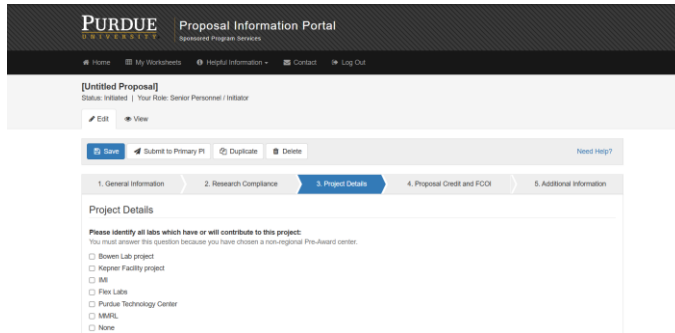 PURDUE
UNIVERSITY
Proposal Information Portal
Sponsored Program Services
Home My Worksheets Helpful Information Contact Log Out
[Untitled Proposal]
Status: Initiated | Your Role: Senior Personnel / Initiator
Edit View
Save Submit to Primary PI Duplicate Delete Need Help?
1. General Information 2. Research Compliance 3. Project Details 4. Proposal Credit and FCOI 5. Additional Information
Project Details
Please identify all labs which have or will contribute to this project:
You must answer this question because you have chosen a non-regional Pre-Award center.
Bowen Lab project
Kepner Facility project
IMI
Flex Labs
Purdue Technology Center
MMRL
None